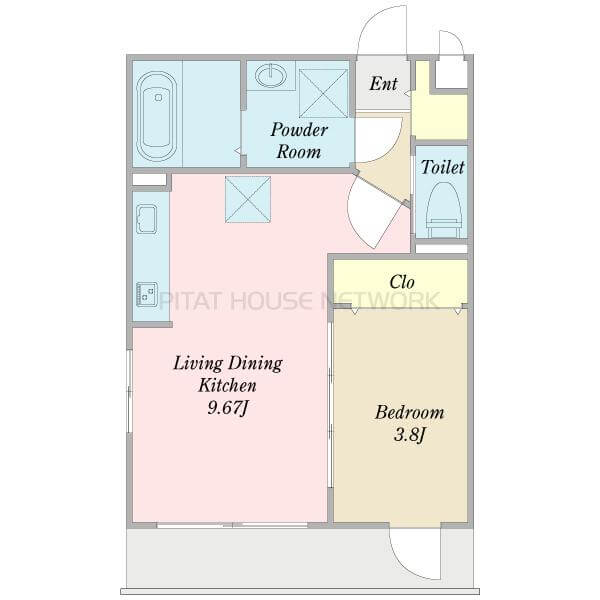 Ent
Powder
Room
Toilet
Clo
PITAT HOUSE NETWORK
Living Dining
Kitchen
9.67J
Bedroom
3.8J